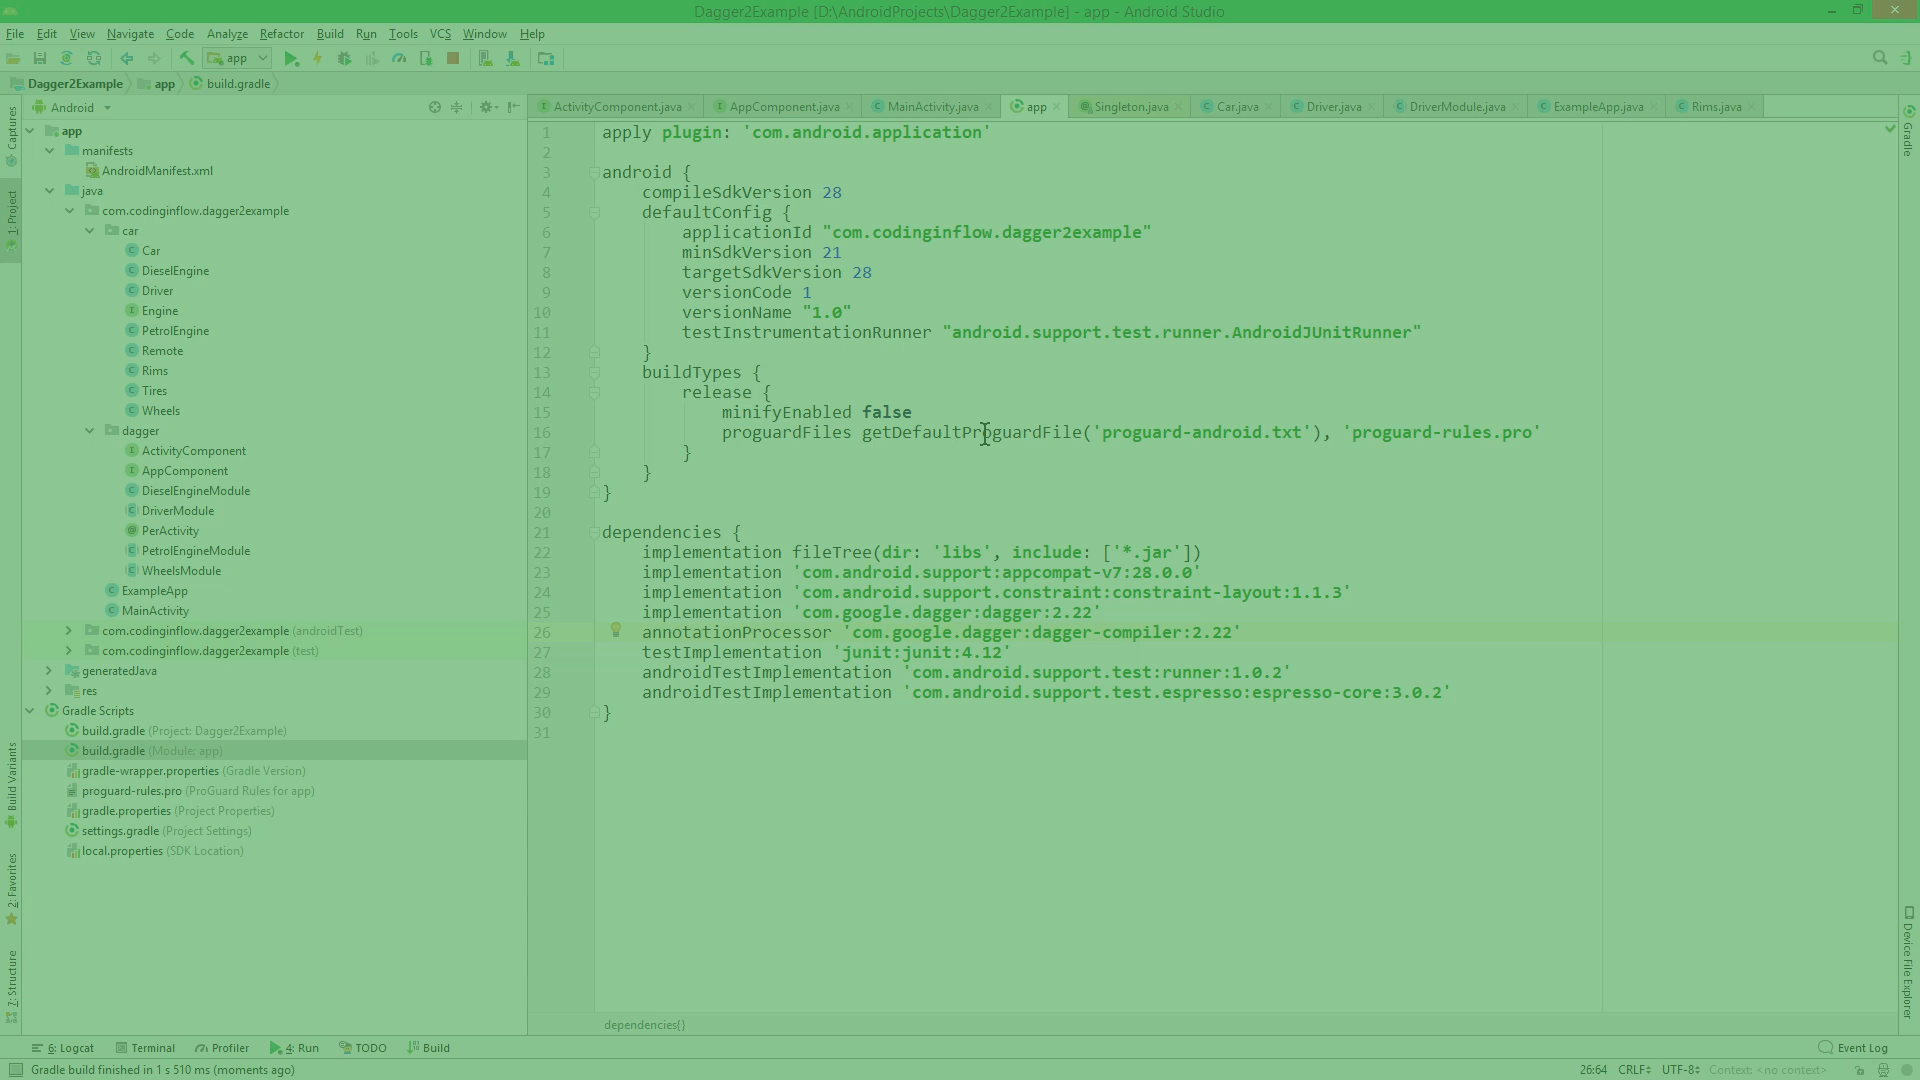 Dagger2Example [D:\AndroidProjects\Dagger2Example] - app - Android Studio
File Edit View Navigate Code Analyze Refactor Build Run Tools VCS Window Help
app
Dagger2Example app build.gradle
Android
ActivityComponent.java AppComponent.java MainActivity.java app Singleton.java Car.java Driver.java DriverModule.java ExampleApp.java Rims.java
Captures
1: Project
Build Variants
2: Favorites
7: Structure
app
manifests
AndroidManifest.xml
java
com.codinginflow.dagger2example
car
Car
DieselEngine
Driver
Engine
PetrolEngine
Remote
Rims
Tires
Wheels
dagger
ActivityComponent
AppComponent
DieselEngineModule
DriverModule
PerActivity
PetrolEngineModule
WheelsModule
ExampleApp
MainActivity
com.codinginflow.dagger2example (androidTest)
com.codinginflow.dagger2example (test)
generatedJava
res
Gradle Scripts
build.gradle (Project: Dagger2Example)
build.gradle (Module: app)
gradle-wrapper.properties (Gradle Version)
proguard-rules.pro (ProGuard Rules for app)
gradle.properties (Project Properties)
settings.gradle (Project Settings)
local.properties (SDK Location)
1 apply plugin: 'com.android.application'
2
3 android {
4 compileSdkVersion 28
5 defaultConfig {
6 applicationId "com.codinginflow.dagger2example"
7 minSdkVersion 21
8 targetSdkVersion 28
9 versionCode 1
10 versionName "1.0"
11 testInstrumentationRunner "android.support.test.runner.AndroidJUnitRunner"
12 }
13 buildTypes {
14 release {
15 minifyEnabled false
16 proguardFiles getDefaultProguardFile('proguard-android.txt'), 'proguard-rules.pro'
17 }
18 }
19 }
20
21 dependencies {
22 implementation fileTree(dir: 'libs', include: ['*.jar'])
23 implementation 'com.android.support:appcompat-v7:28.0.0'
24 implementation 'com.android.support.constraint:constraint-layout:1.1.3'
25 implementation 'com.google.dagger:dagger:2.22'
26 annotationProcessor 'com.google.dagger:dagger-compiler:2.22'
27 testImplementation 'junit:junit:4.12'
28 androidTestImplementation 'com.android.support.test:runner:1.0.2'
29 androidTestImplementation 'com.android.support.test.espresso:espresso-core:3.0.2'
30 }
31
dependencies{}
Gradle
Device File Explorer
6: Logcat Terminal Profiler 4: Run TODO Build Event Log
Gradle build finished in 1 s 510 ms (moments ago) 26:64 CRLF UTF-8 Context: <no context>